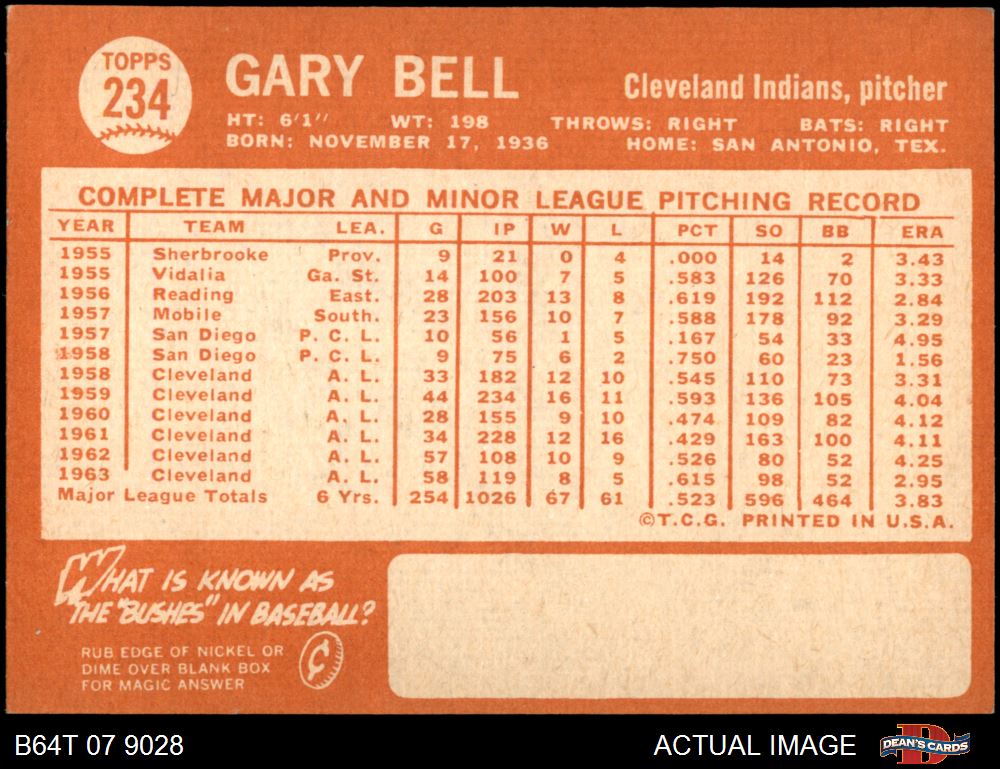 TOPPS
234
GARY BELL
Cleveland Indians, pitcher
HT: 6'1" WT: 198 THROWS: RIGHT BATS: RIGHT
BORN: NOVEMBER 17, 1936 HOME: SAN ANTONIO, TEX.
COMPLETE MAJOR AND MINOR LEAGUE PITCHING RECORD
YEAR TEAM LEA. G IP W L PCT SO BB ERA
1955 Sherbrooke Prov. 9 21 0 4 .000 14 2 3.43
1955 Vidalia Ga. St. 14 100 7 5 .583 126 70 3.33
1956 Reading East. 28 203 13 8 .619 192 112 2.84
1957 Mobile South. 23 156 10 7 .588 178 92 3.29
1957 San Diego P. C. L. 10 56 1 5 .167 54 33 4.95
1958 San Diego P. C. L. 9 75 6 2 .750 60 23 1.56
1958 Cleveland A. L. 33 182 12 10 .545 110 73 3.31
1959 Cleveland A. L. 44 234 16 11 .593 136 105 4.04
1960 Cleveland A. L. 28 155 9 10 .474 109 82 4.12
1961 Cleveland A. L. 34 228 12 16 .429 163 100 4.11
1962 Cleveland A. L. 57 108 10 9 .526 80 52 4.25
1963 Cleveland A. L. 58 119 8 5 .615 98 52 2.95
Major League Totals 6 Yrs. 254 1026 67 61 .523 596 464 3.83
©T.C.G. PRINTED IN U.S.A.
WHAT IS KNOWN AS
THE "BUSHES" IN BASEBALL?
RUB EDGE OF NICKEL OR
DIME OVER BLANK BOX
FOR MAGIC ANSWER
¢
B64T 07 9028
ACTUAL IMAGE
DEAN'S CARDS